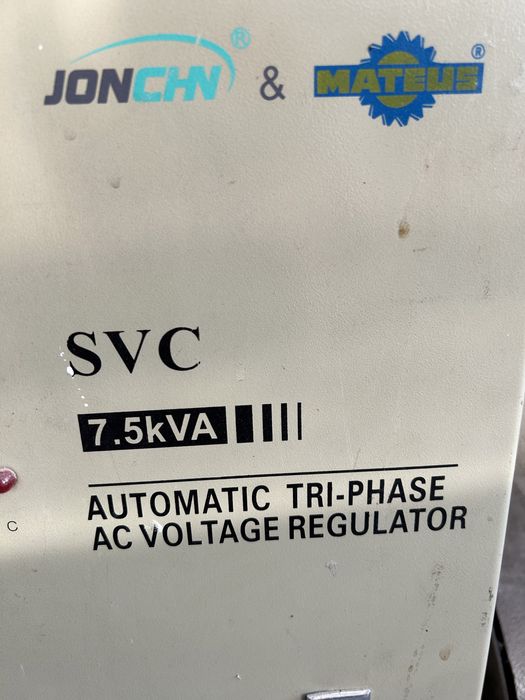 JONCHN® & MATEUS®
SVC
7.5kVA
C
AUTOMATIC TRI-PHASE
AC VOLTAGE REGULATOR